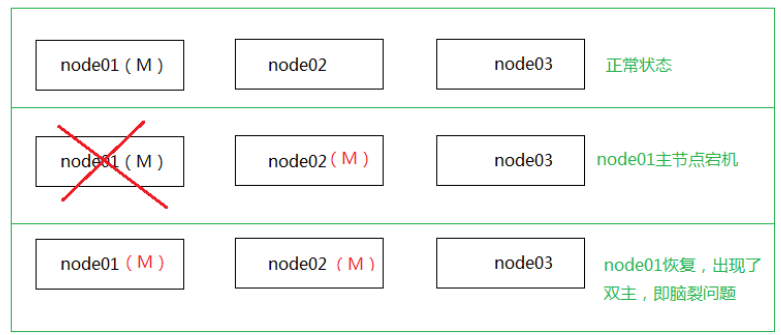 node01（M） node02 node03 正常状态
node01（M） node02（M） node03 node01主节点宕机
node01（M） node02（M） node03 node01恢复，出现了
双主，即脑裂问题